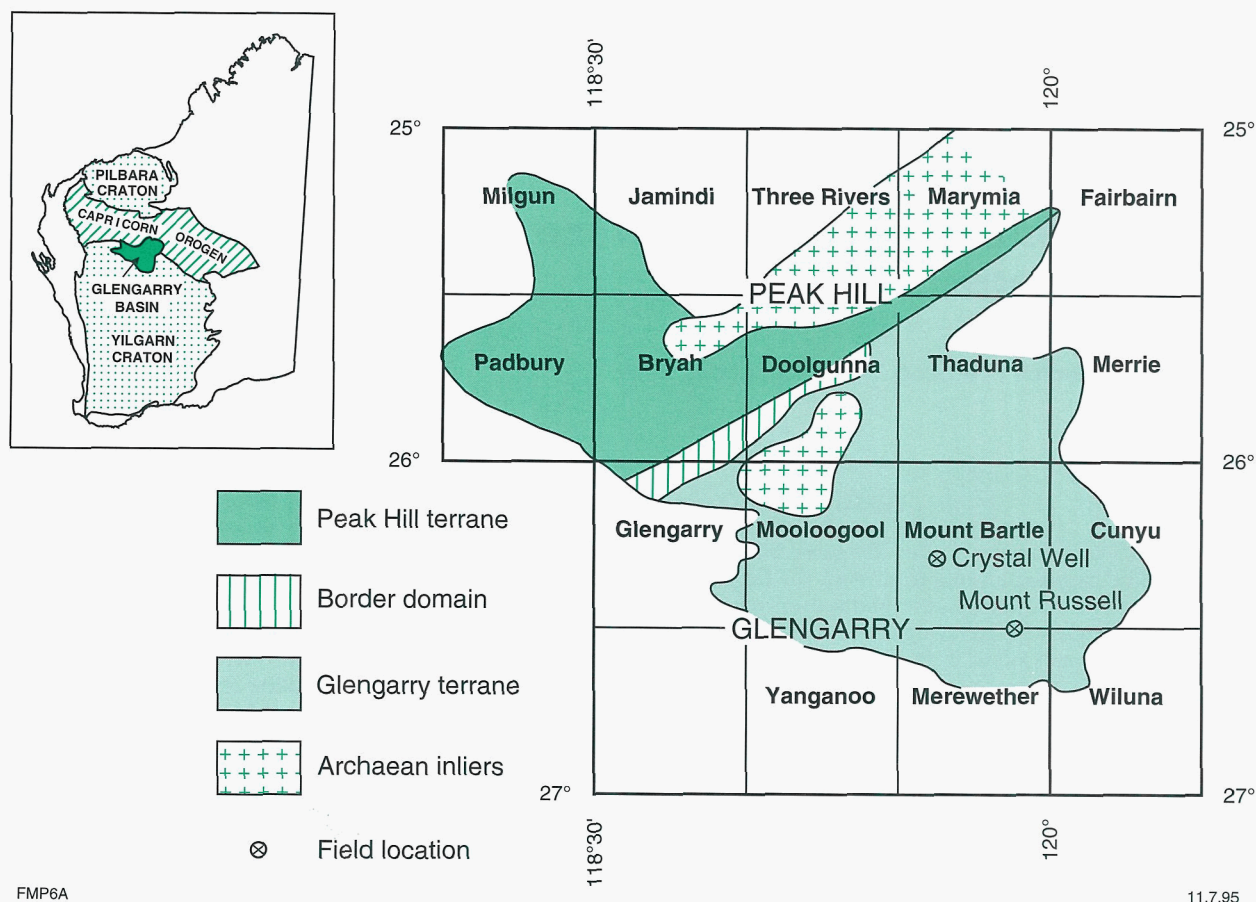 PILBARA
CRATON
CAPRICORN
OROGEN
GLENGARRY
BASIN
YILGARN
CRATON
118°30'
120°
25°
25°
Milgun
Jamindi
Three Rivers
Marymia
Fairbairn
PEAK HILL
Padbury
Bryah
Doolgunna
Thaduna
Merrie
26°
26°
Glengarry
Mooloogool
Mount Bartle
Cunyu
Crystal Well
Mount Russell
GLENGARRY
Yanganoo
Merewether
Wiluna
27°
27°
118°30'
120°
Peak Hill terrane
Border domain
Glengarry terrane
Archaean inliers
Field location
FMP6A
11.7.95